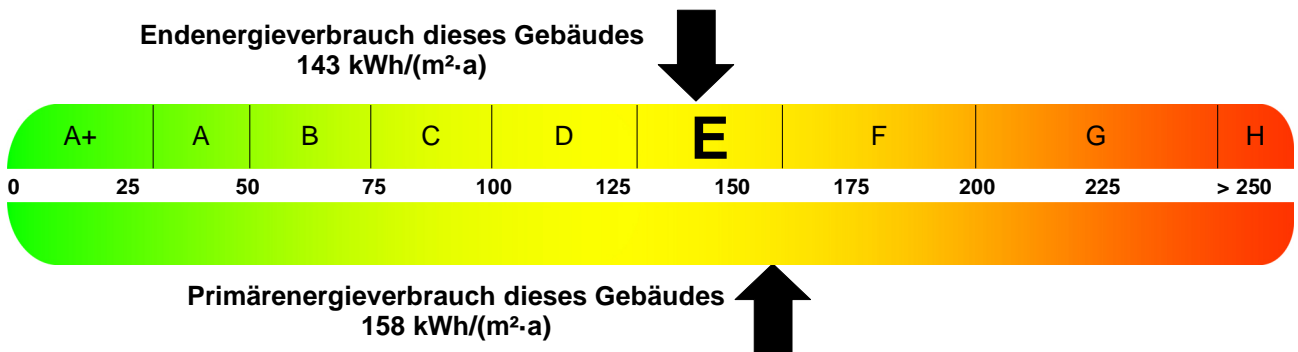 Endenergieverbrauch dieses Gebäudes
143 kWh/(m²·a)
A+ A B C D E F G H
0 25 50 75 100 125 150 175 200 225 > 250
Primärenergieverbrauch dieses Gebäudes
158 kWh/(m²·a)